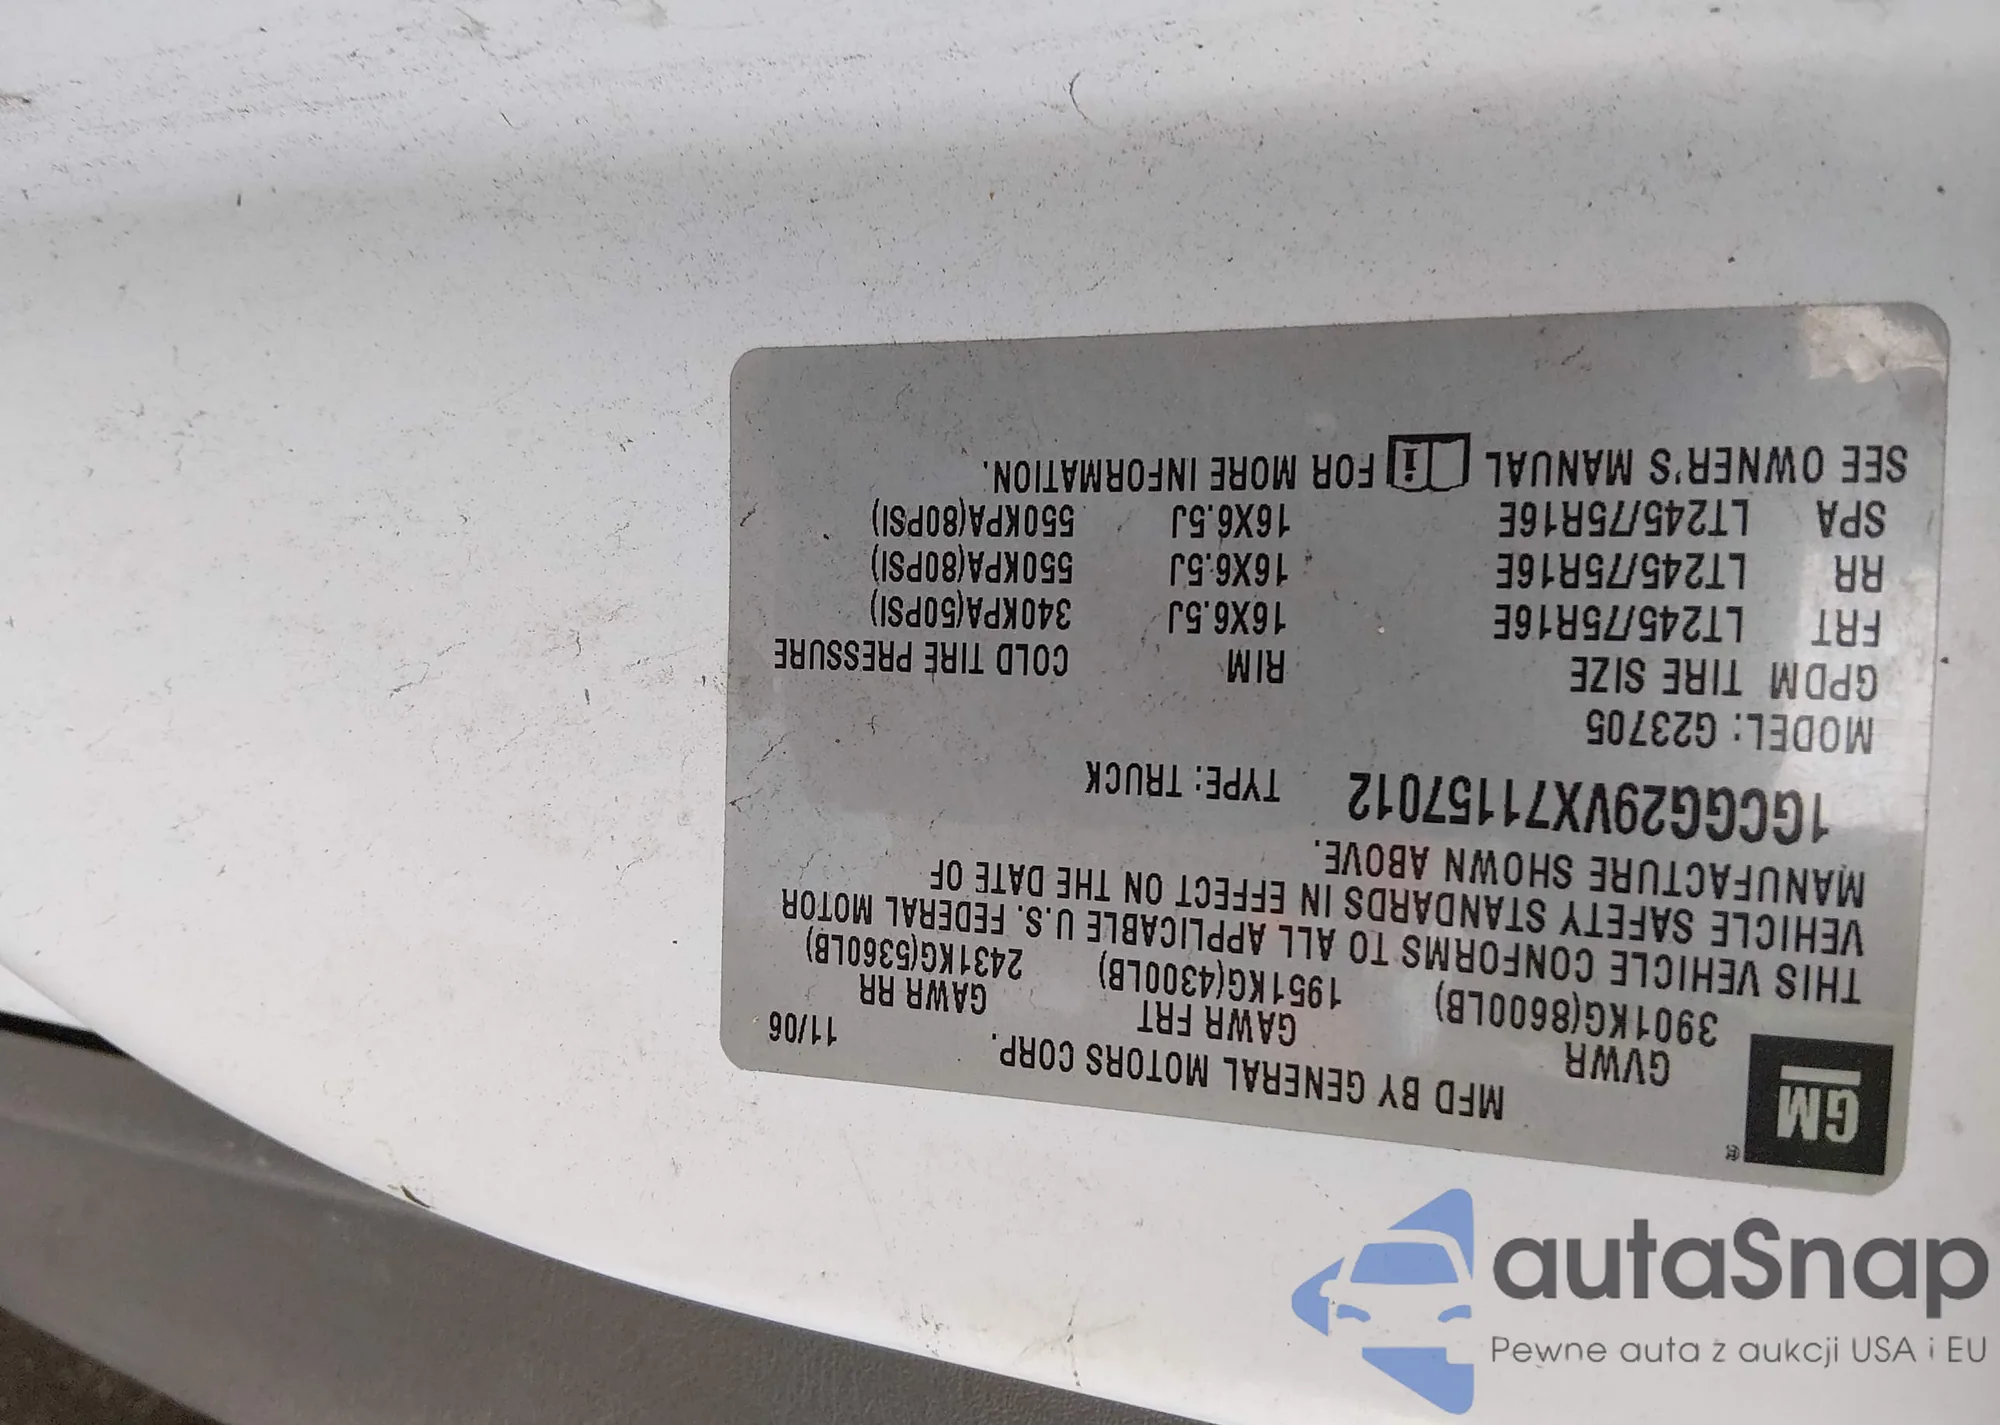 GM ®
MFD BY GENERAL MOTORS CORP. 11/06
GVWR GAWR FRT GAWR RR
3901KG(8600LB) 1951KG(4300LB) 2431KG(5360LB)
THIS VEHICLE CONFORMS TO ALL APPLICABLE U.S. FEDERAL MOTOR
VEHICLE SAFETY STANDARDS IN EFFECT ON THE DATE OF
MANUFACTURE SHOWN ABOVE.
1GCGG29VX71157012 TYPE: TRUCK
MODEL: G23705
GPDM TIRE SIZE RIM COLD TIRE PRESSURE
FRT LT245/75R16E 16X6.5J 340KPA(50PSI)
RR LT245/75R16E 16X6.5J 550KPA(80PSI)
SPA LT245/75R16E 16X6.5J 550KPA(80PSI)
SEE OWNER'S MANUAL i FOR MORE INFORMATION.
autaSnap
Pewne auta z aukcji USA i EU